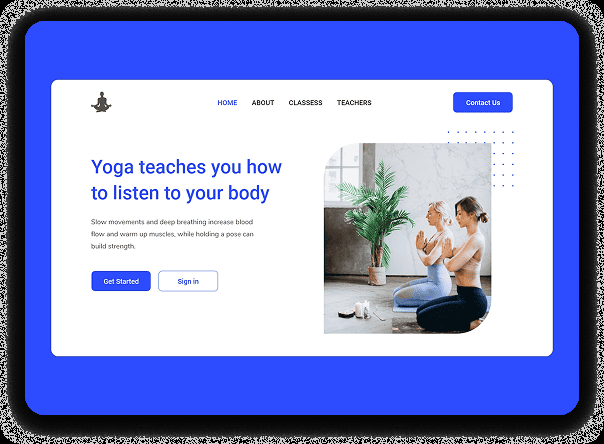 HOME ABOUT CLASSESS TEACHERS Contact Us
Yoga teaches you how
to listen to your body
Slow movements and deep breathing increase blood
flow and warm up muscles, while holding a pose can
build strength.
Get Started Sign in